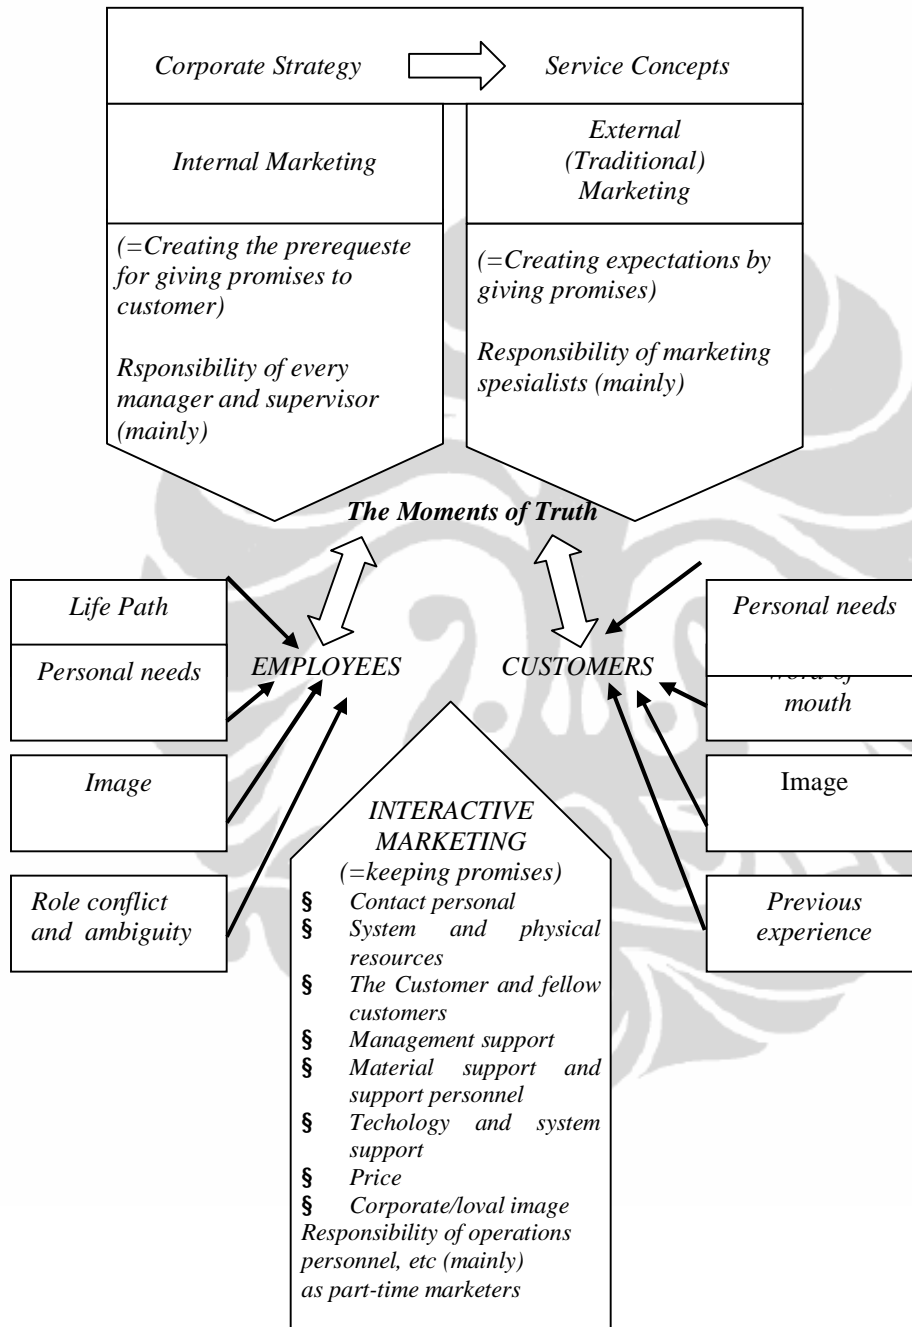 Corporate Strategy
Service Concepts
Internal Marketing
External
(Traditional)
Marketing
(=Creating the prerequeste
for giving promises to
customer)
Rsponsibility of every
manager and supervisor
(mainly)
(=Creating expectations by
giving promises)
Responsibility of marketing
spesialists (mainly)
The Moments of Truth
Life Path
Personal needs
Image
Role conflict
and ambiguity
EMPLOYEES
CUSTOMERS
Personal needs
mouth
Image
Previous
experience
INTERACTIVE
MARKETING
(=keeping promises)
§ Contact personal
§ System and physical
resources
§ The Customer and fellow
customers
§ Management support
§ Material support and
support personnel
§ Techology and system
support
§ Price
§ Corporate/loval image
Responsibility of operations
personnel, etc (mainly)
as part-time marketers